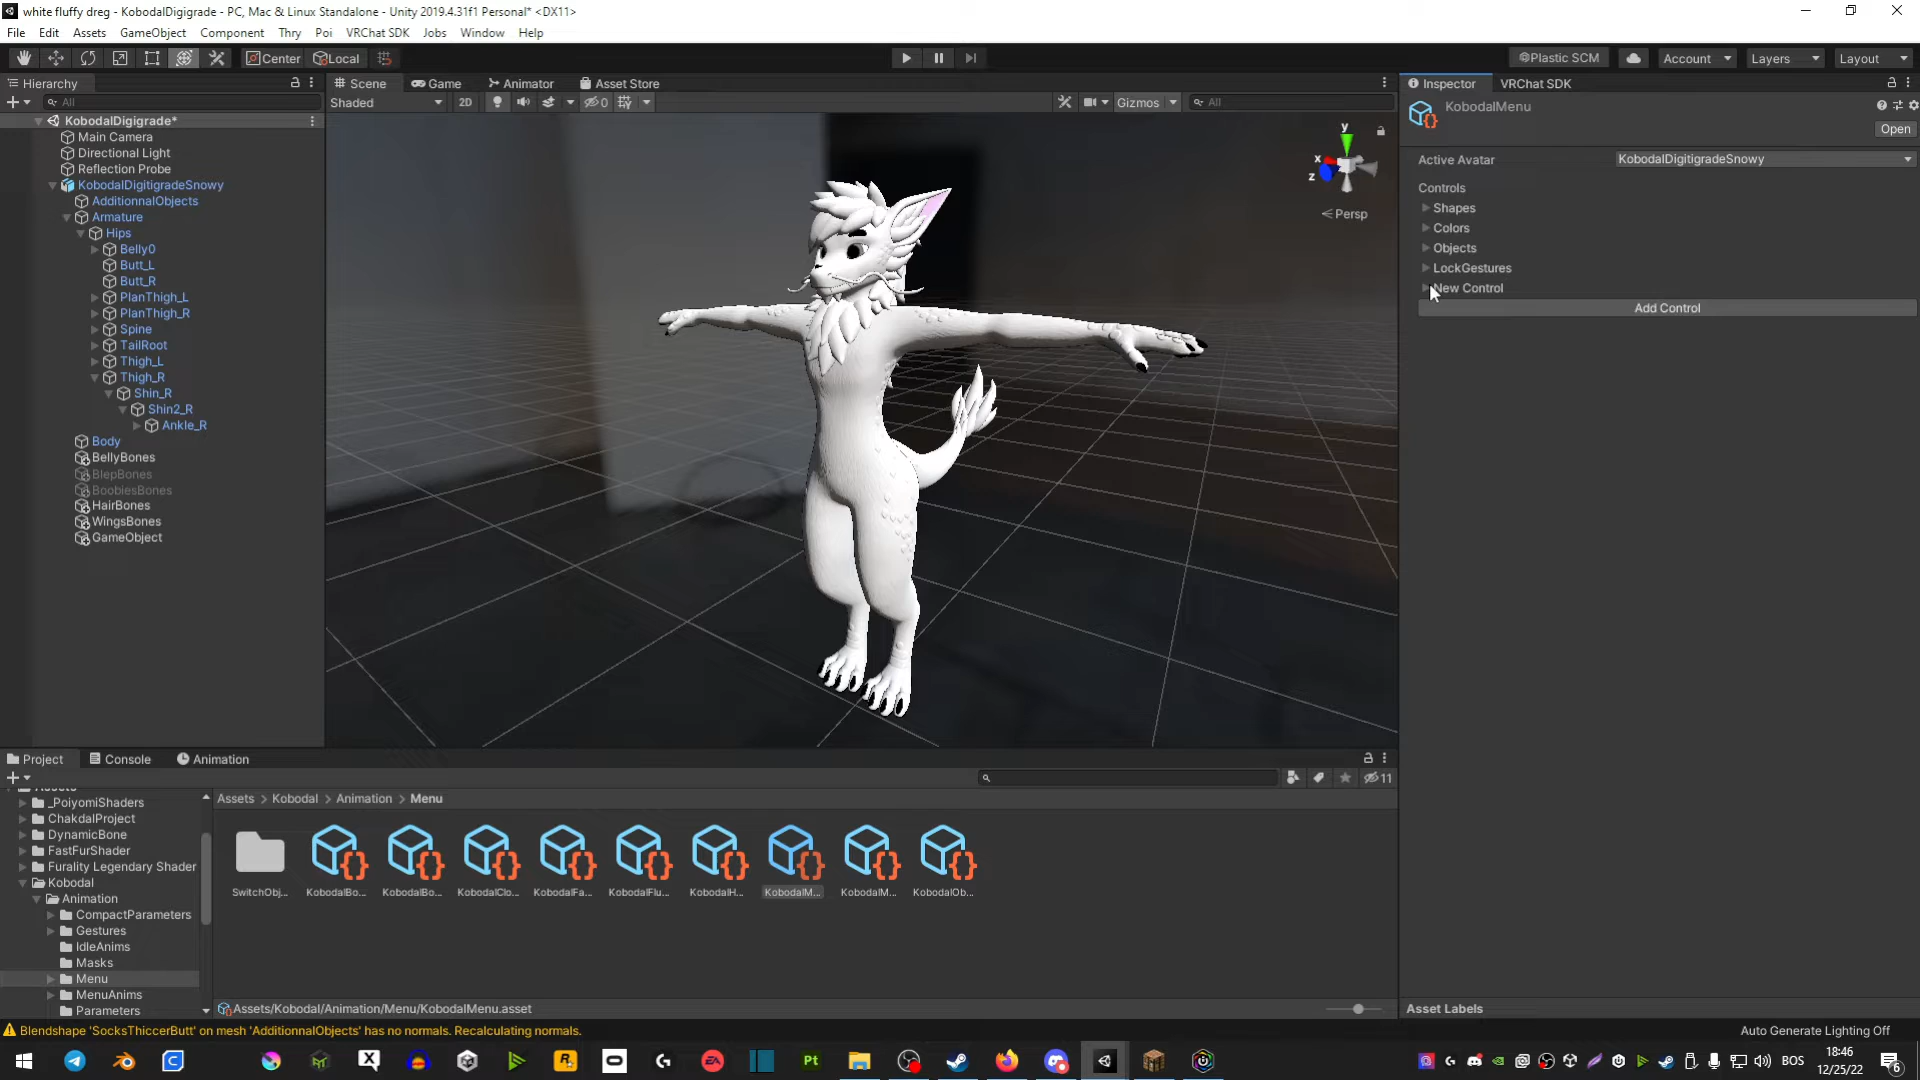 white fluffy dreg - KobodalDigigrade - PC, Mac & Linux Standalone - Unity 2019.4.31f1 Personal* <DX11>
File Edit Assets GameObject Component Thry Poi VRChat SDK Jobs Window Help
Center Local Plastic SCM Account Layers Layout
Hierarchy Scene Game Animator Asset Store Inspector VRChat SDK
All Shaded 2D 0 Gizmos All
KobodalMenu
Open
KobodalDigigrade*
Main Camera
Directional Light
Reflection Probe
KobodalDigitigradeSnowy
AdditionnalObjects
Armature
Hips
Belly0
Butt_L
Butt_R
PlanThigh_L
PlanThigh_R
Spine
TailRoot
Thigh_L
Thigh_R
Shin_R
Shin2_R
Ankle_R
Body
BellyBones
BlepBones
BoobiesBones
HairBones
WingsBones
GameObject
y
x
z
Persp
Active Avatar KobodalDigitigradeSnowy
Controls
Shapes
Colors
Objects
LockGestures
New Control
Add Control
Project Console Animation
11
Assets
_PoiyomiShaders
ChakdalProject
DynamicBone
FastFurShader
Furality Legendary Shader
Kobodal
Animation
CompactParameters
Gestures
IdleAnims
Masks
Menu
MenuAnims
Parameters
Assets > Kobodal > Animation > Menu
SwitchObj... KobodalBo... KobodalBo... KobodalClo... KobodalFa... KobodalFlu... KobodalH... KobodalM... KobodalM... KobodalOb...
Assets/Kobodal/Animation/Menu/KobodalMenu.asset
Asset Labels
Blendshape 'SocksThiccerButt' on mesh 'AdditionnalObjects' has no normals. Recalculating normals.
Auto Generate Lighting Off
X R EA Pt BOS
18:46
12/25/22
6